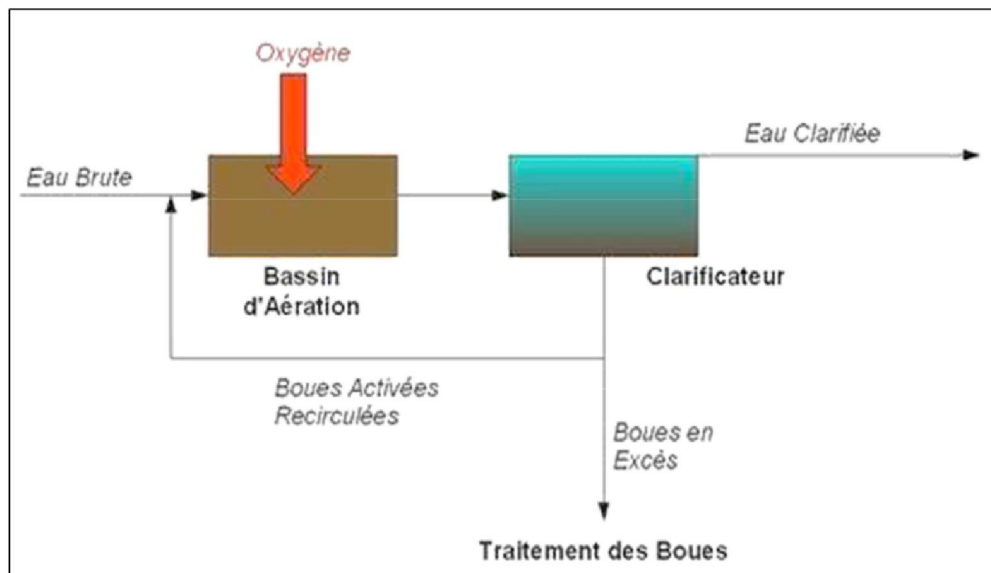 Oxygène
Eau Clarifiée
Eau Brute
Bassin
d'Aération
Clarificateur
Boues Activées
Recirculées
Boues en
Excès
Traitement des Boues